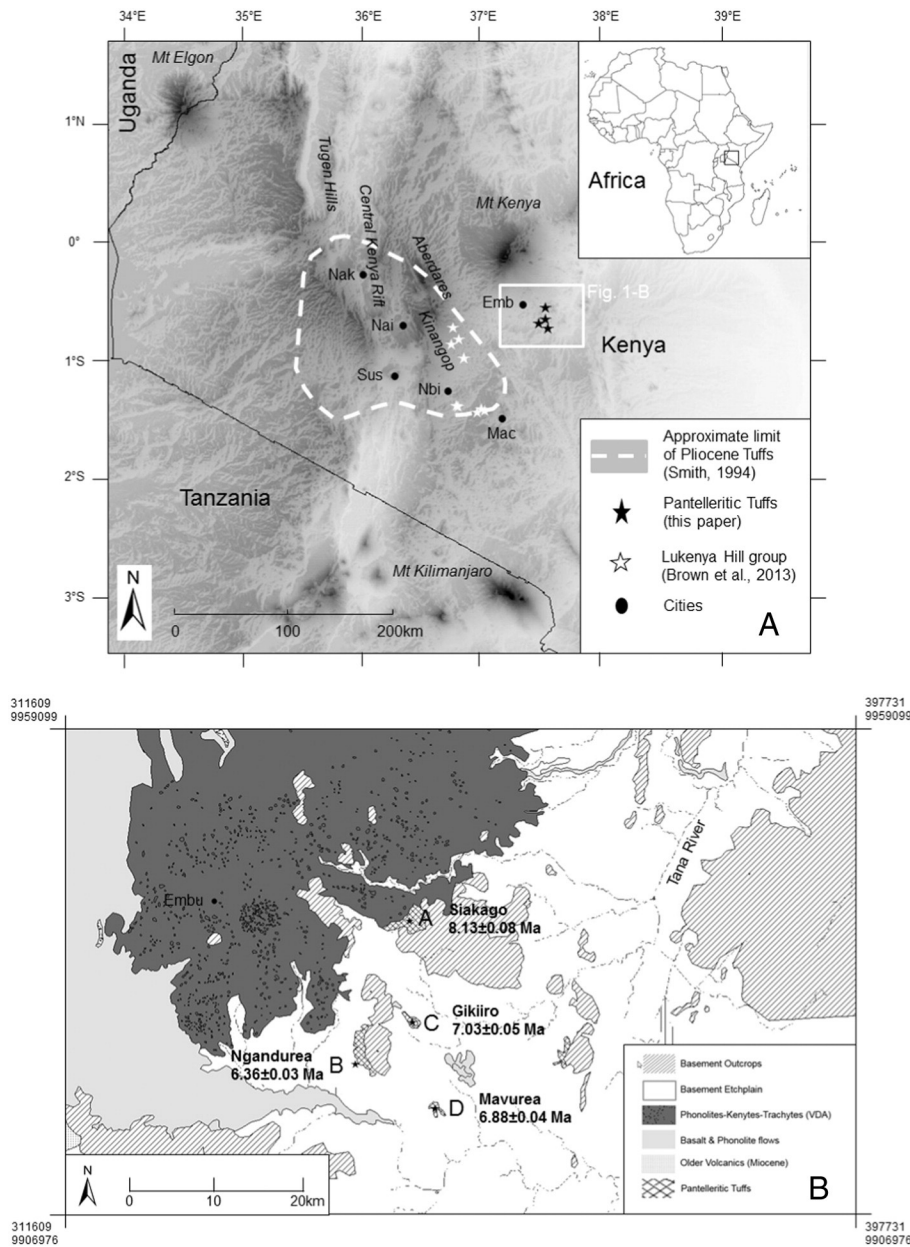 34°E 35°E 36°E 37°E 38°E 39°E
Mt Elgon
Uganda
1°N
Tugen Hills
Central Kenya Rift
Africa
Mt Kenya
0°
Aberdares
Nak
Emb
Fig. 1-B
Nai
Kinangop
Kenya
1°S
Sus
Nbi
Mac
Approximate limit
of Pliocene Tuffs
(Smith, 1994)
2°S
Tanzania
Pantelleritic Tuffs
(this paper)
Lukenya Hill group
(Brown et al., 2013)
Mt Kilimanjaro
N
3°S
Cities
0 100 200km
A
311609
9959099
397731
9959099
Tana River
Embu
A
Siakago
8.13±0.08 Ma
C
Gikiiro
7.03±0.05 Ma
Ngandurea
6.36±0.03 Ma
B
D
Mavurea
6.88±0.04 Ma
Basement Outcrops
Basement Etchplain
Phonolites-Kenytes-Trachytes (VDA)
Basalt & Phonolite flows
Older Volcanics (Miocene)
Pantelleritic Tuffs
B
N
0 10 20km
311609
9906976
397731
9906976